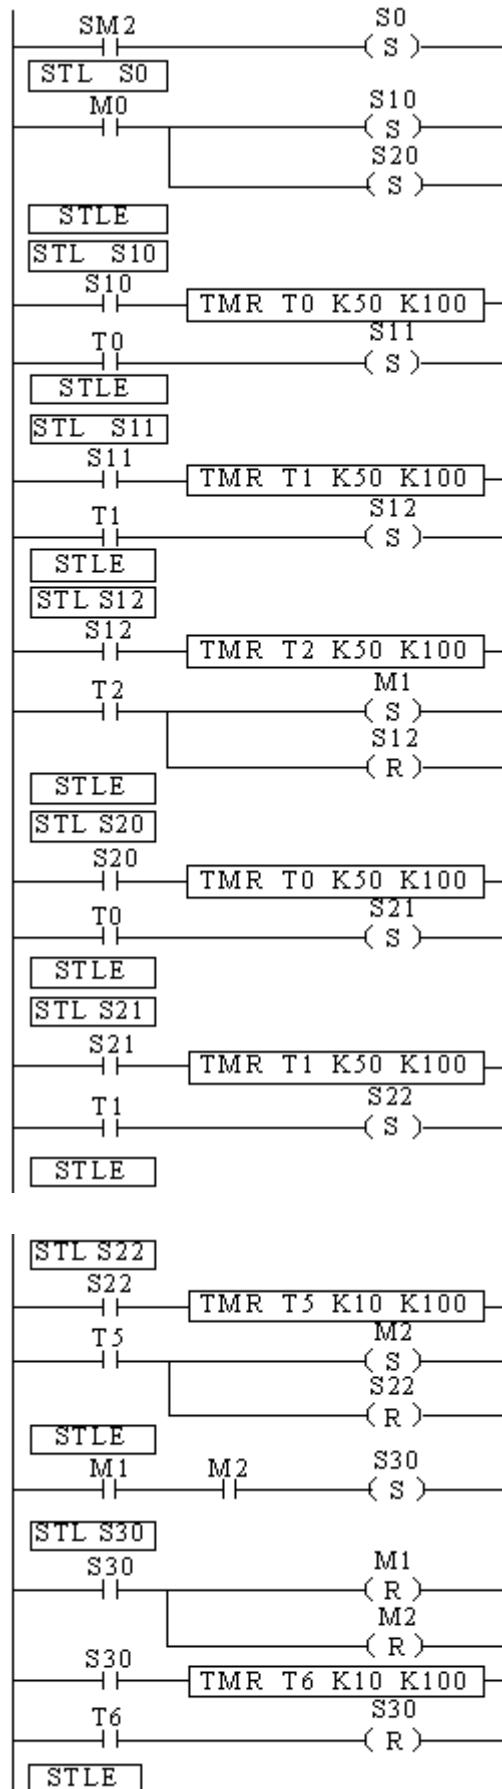 SM2 S0
( S )
STL S0
M0 S10
( S )
S20
( S )
STLE
STL S10
S10
TMR T0 K50 K100
T0 S11
( S )
STLE
STL S11
S11
TMR T1 K50 K100
T1 S12
( S )
STLE
STL S12
S12
TMR T2 K50 K100
T2 M1
( S )
S12
( R )
STLE
STL S20
S20
TMR T0 K50 K100
T0 S21
( S )
STLE
STL S21
S21
TMR T1 K50 K100
T1 S22
( S )
STLE
STL S22
S22
TMR T5 K10 K100
T5 M2
( S )
S22
( R )
STLE
M1 M2 S30
( S )
STL S30
S30 M1
( R )
M2
( R )
S30
TMR T6 K10 K100
T6 S30
( R )
STLE